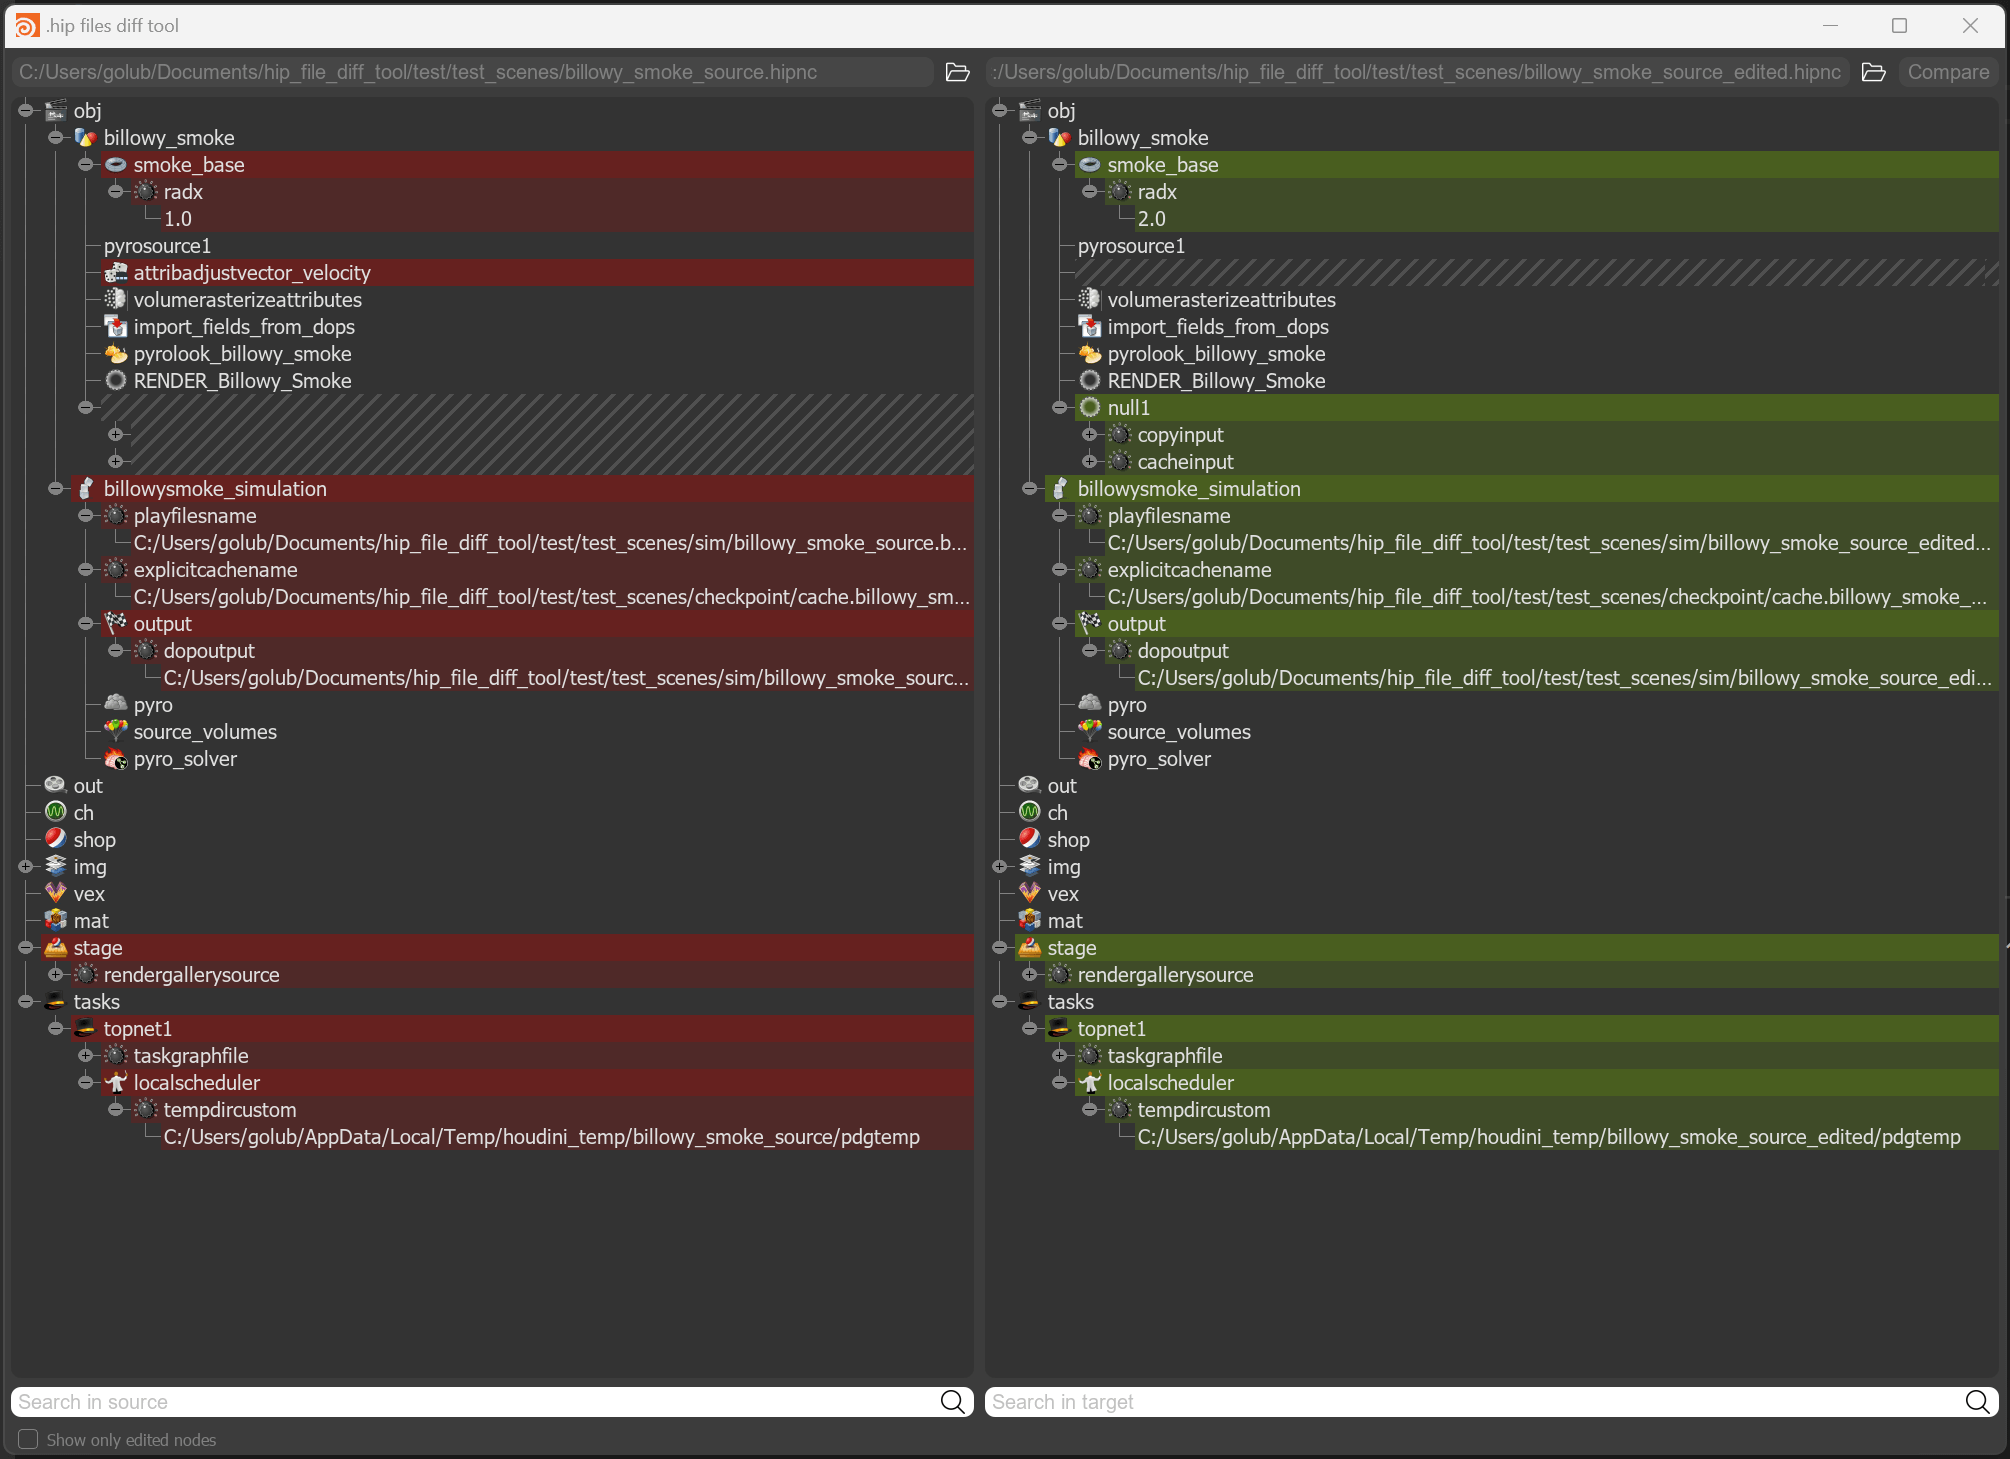 .hip files diff tool
C:/Users/golub/Documents/hip_file_diff_tool/test/test_scenes/billowy_smoke_source.hipnc
:/Users/golub/Documents/hip_file_diff_tool/test/test_scenes/billowy_smoke_source_edited.hipnc
Compare
obj
billowy_smoke
smoke_base
radx
1.0
pyrosource1
attribadjustvector_velocity
volumerasterizeattributes
import_fields_from_dops
pyrolook_billowy_smoke
RENDER_Billowy_Smoke
billowysmoke_simulation
playfilesname
C:/Users/golub/Documents/hip_file_diff_tool/test/test_scenes/sim/billowy_smoke_source.b...
explicitcachename
C:/Users/golub/Documents/hip_file_diff_tool/test/test_scenes/checkpoint/cache.billowy_sm...
output
dopoutput
C:/Users/golub/Documents/hip_file_diff_tool/test/test_scenes/sim/billowy_smoke_sourc...
pyro
source_volumes
pyro_solver
out
ch
shop
img
vex
mat
stage
rendergallerysource
tasks
topnet1
taskgraphfile
localscheduler
tempdircustom
C:/Users/golub/AppData/Local/Temp/houdini_temp/billowy_smoke_source/pdgtemp
obj
billowy_smoke
smoke_base
radx
2.0
pyrosource1
volumerasterizeattributes
import_fields_from_dops
pyrolook_billowy_smoke
RENDER_Billowy_Smoke
null1
copyinput
cacheinput
billowysmoke_simulation
playfilesname
C:/Users/golub/Documents/hip_file_diff_tool/test/test_scenes/sim/billowy_smoke_source_edited...
explicitcachename
C:/Users/golub/Documents/hip_file_diff_tool/test/test_scenes/checkpoint/cache.billowy_smoke_...
output
dopoutput
C:/Users/golub/Documents/hip_file_diff_tool/test/test_scenes/sim/billowy_smoke_source_edi...
pyro
source_volumes
pyro_solver
out
ch
shop
img
vex
mat
stage
rendergallerysource
tasks
topnet1
taskgraphfile
localscheduler
tempdircustom
C:/Users/golub/AppData/Local/Temp/houdini_temp/billowy_smoke_source_edited/pdgtemp
Search in source
Search in target
Show only edited nodes